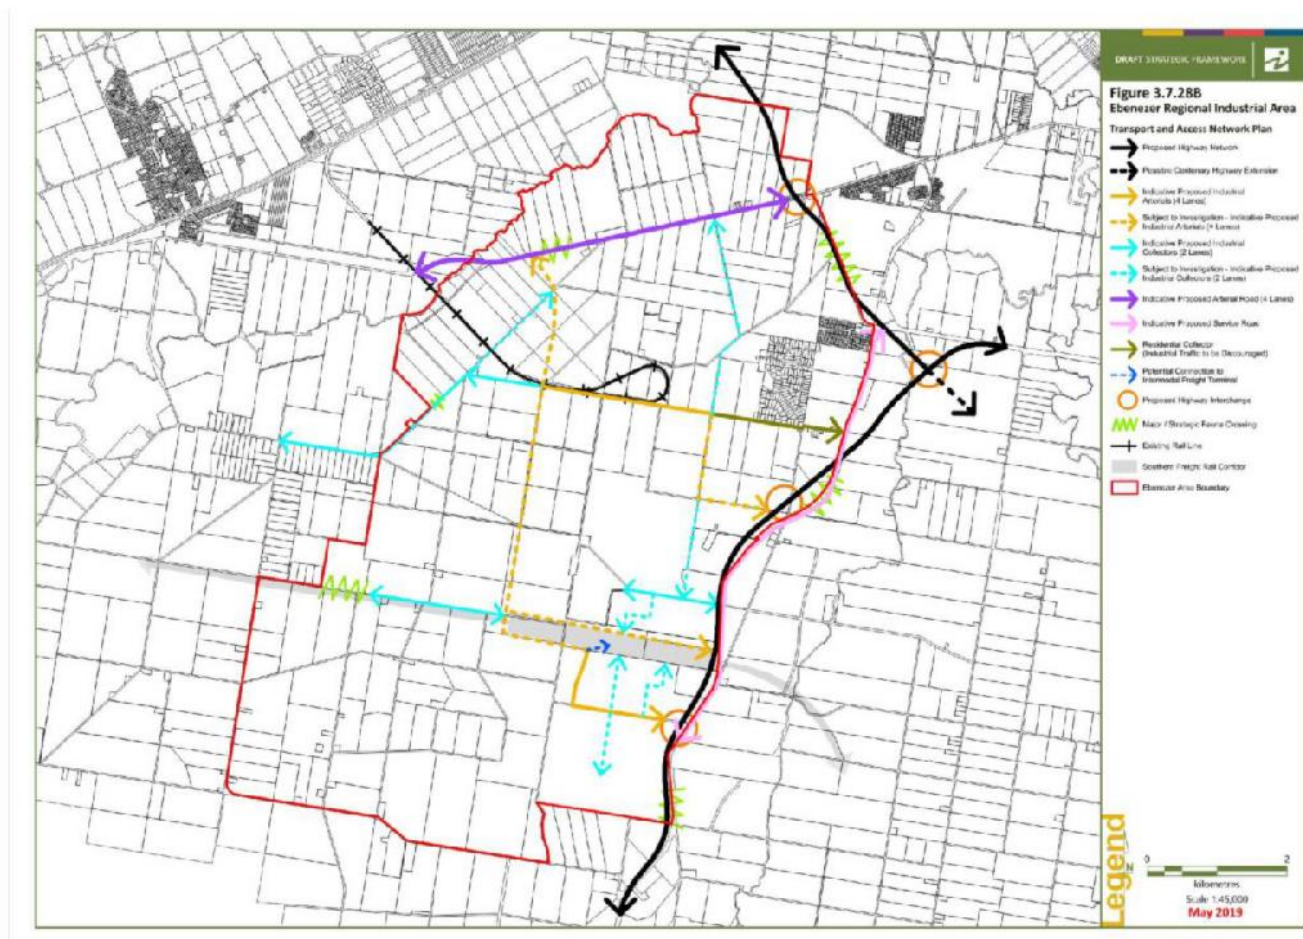 DRAFT STRATEGIC FRAMEWORK
Figure 3.7.28B
Ebenezer Regional Industrial Area
Transport and Access Network Plan
Proposed Highway Network
Possible Centenary Highway Extension
Indicative Proposed Industrial
Arterials (4 Lanes)
Subject to Investigation - Indicative Proposed
Industrial Arterials (4 Lanes)
Indicative Proposed Industrial
Collectors (2 Lanes)
Subject to Investigation - Indicative Proposed
Industrial Collectors (2 Lanes)
Indicative Proposed Arterial Road (4 Lanes)
Indicative Proposed Service Road
Residential Collector
(Industrial Traffic to be Discouraged)
Potential Connection to
Intermodal Freight Terminal
Proposed Highway Interchange
Major / Strategic Fauna Crossing
Existing Rail Line
Southern Freight Rail Corridor
Ebenezer Area Boundary
Legend
N
0 2
kilometres
Scale 1:45,000
May 2019